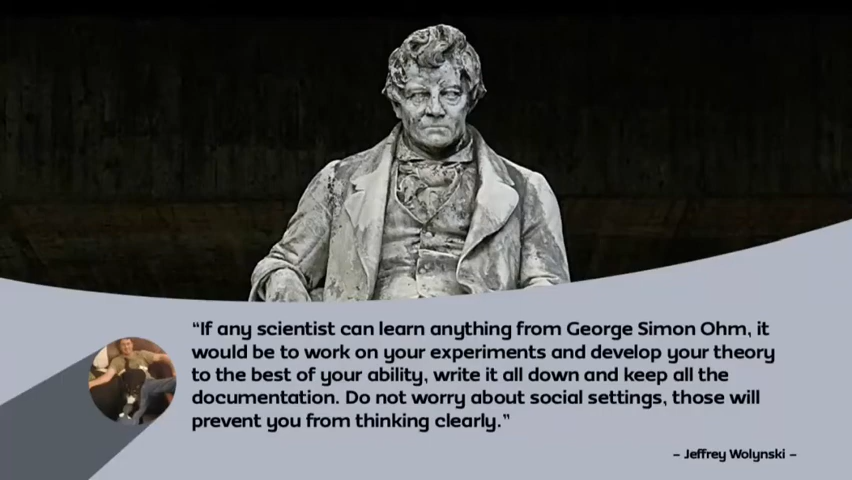 “If any scientist can learn anything from George Simon Ohm, it
would be to work on your experiments and develop your theory
to the best of your ability, write it all down and keep all the
documentation. Do not worry about social settings, those will
prevent you from thinking clearly.”
– Jeffrey Wolynski –